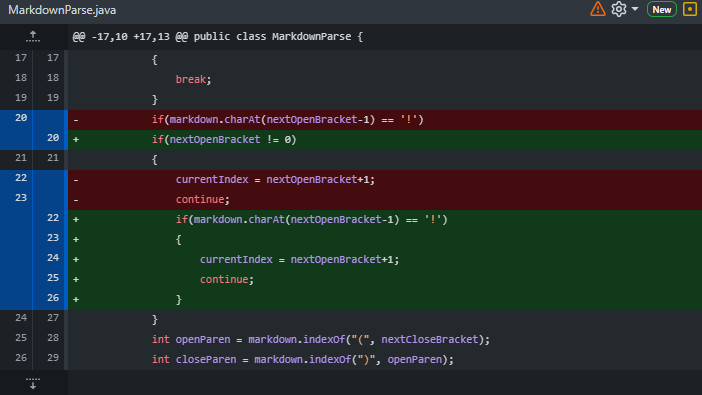 MarkdownParse.java New
@@ -17,10 +17,13 @@ public class MarkdownParse {
17 17 {
18 18 break;
19 19 }
20 - if(markdown.charAt(nextOpenBracket-1) == '!')
20 + if(nextOpenBracket != 0)
21 21 {
22 - currentIndex = nextOpenBracket+1;
23 - continue;
22 + if(markdown.charAt(nextOpenBracket-1) == '!')
23 + {
24 + currentIndex = nextOpenBracket+1;
25 + continue;
26 + }
24 27 }
25 28 int openParen = markdown.indexOf("(", nextCloseBracket);
26 29 int closeParen = markdown.indexOf(")", openParen);